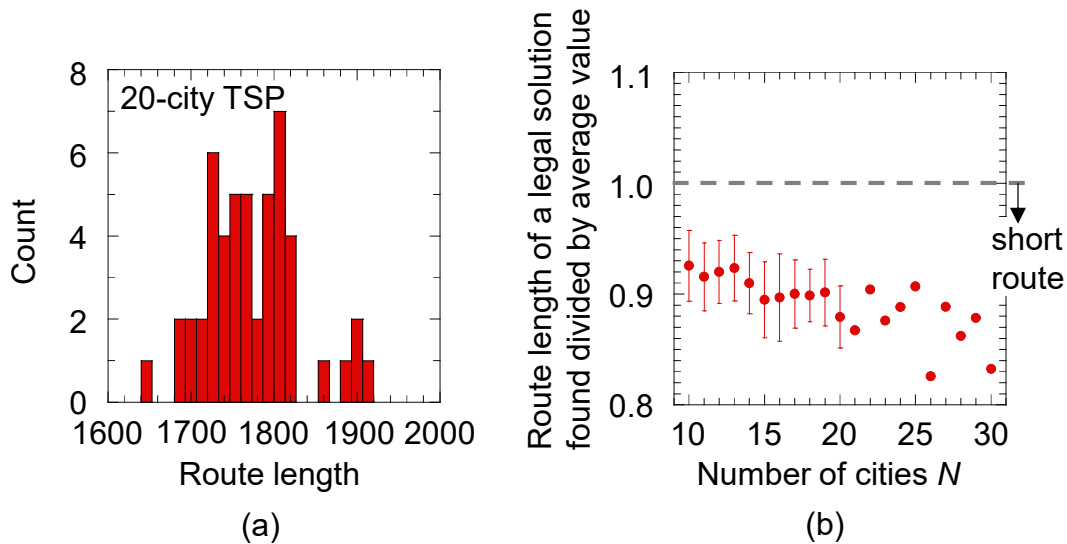 8
6
4
2
0
20-city TSP
Count
1600 1700 1800 1900 2000
Route length
(a)
Route length of a legal solution
found divided by average value
1.1
1.0
0.9
0.8
short
route
10 15 20 25 30
Number of cities N
(b)